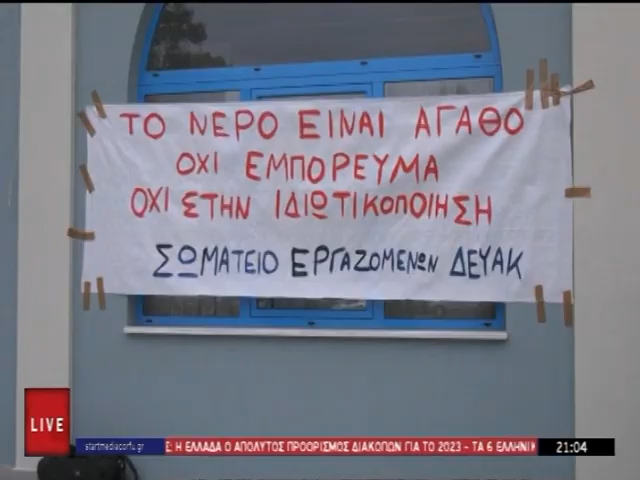 ΤΟ ΝΕΡΟ ΕΙΝΑΙ ΑΓΑΘΟ
ΟΧΙ ΕΜΠΟΡΕΥΜΑ
ΟΧΙ ΣΤΗΝ ΙΔΙΩΤΙΚΟΠΟΙΗΣΗ
ΣΩΜΑΤΕΙΟ ΕΡΓΑΖΟΜΕΝΩΝ ΔΕΥΑΚ
LIVE
startmediacorfu.gr
Σ: Η ΕΛΛΑΔΑ Ο ΑΠΟΛΥΤΟΣ ΠΡΟΟΡΙΣΜΟΣ ΔΙΑΚΟΠΩΝ ΓΙΑ ΤΟ 2023 - ΤΑ 6 ΕΛΛΗΝΙΚ
21:04